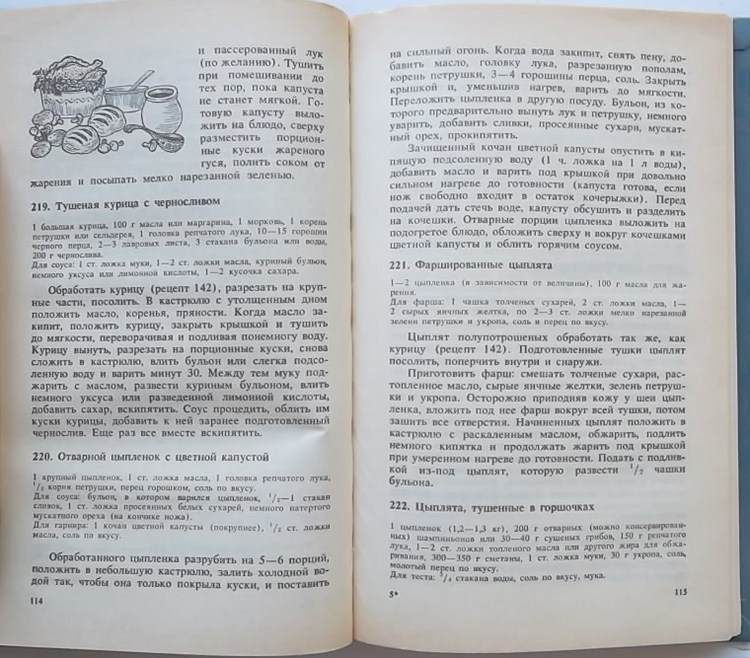 и пассерованный лук
(по желанию). Тушить
при помешивании до
тех пор, пока капуста
не станет мягкой. Го-
товую капусту выло-
жить на блюдо, сверху
разместить порцион-
ные куски жареного
гуся, полить соком от
жарения и посыпать мелко нарезанной зеленью.
219. Тушеная курица с черносливом
1 большая курица, 100 г масла или маргарина, 1 морковь, 1 корень
петрушки или сельдерея, 1 головка репчатого лука, 10—15 горошин
черного перца, 2—3 лавровых листа, 3 стакана бульона или воды,
200 г чернослива.
Для соуса: 1 ст. ложка муки, 1—2 ст. ложки масла, куриный бульон,
немного уксуса или лимонной кислоты, 1—2 кусочка сахара.
Обработать курицу (рецепт 142), разрезать на круп-
ные части, посолить. В кастрюлю с утолщенным дном
положить масло, коренья, пряности. Когда масло за-
кипит, положить курицу, закрыть крышкой и тушить
до мягкости, переворачивая и подливая понемногу воду.
Курицу вынуть, разрезать на порционные куски, снова
сложить в кастрюлю, влить бульон или слегка подсо-
ленную воду и варить минут 30. Между тем муку под-
жарить с маслом, развести куриным бульоном, влить
немного уксуса или разведенной лимонной кислоты,
добавить сахар, вскипятить. Соус процедить, облить им
куски курицы, добавить к ней заранее подготовленный
чернослив. Еще раз все вместе вскипятить.
220. Отварной цыпленок с цветной капустой
1 крупный цыпленок, 1 ст. ложка масла, 1 головка репчатого лука,
1/2 корня петрушки, перец горошком, соль по вкусу.
Для соуса: бульон, в котором варился цыпленок, 1/2—1 стакан
сливок, 1 ст. ложка просеянных белых сухарей, немного натертого
мускатного ореха (на кончике ножа).
Для гарнира: 1 кочан цветной капусты (покрупнее), 1/2 ст. ложки
масла, соль по вкусу.
Обработанного цыпленка разрубить на 5—6 порций,
положить в небольшую кастрюлю, залить холодной во-
дой так, чтобы она только покрыла куски, и поставить
114
на сильный огонь. Когда вода закипит, снять пену, до-
бавить масло, головку лука, разрезанную пополам,
корень петрушки, 3—4 горошины перца, соль. Закрыть
крышкой и, уменьшив нагрев, варить до мягкости.
Переложить цыпленка в другую посуду. Бульон, из ко-
торого предварительно вынуть лук и петрушку, немного
уварить, добавить сливки, просеянные сухари, мускат-
ный орех, прокипятить.
Зачищенный кочан цветной капусты опустить в ки-
пящую подсоленную воду (1 ч. ложка на 1 л воды),
добавить масло и варить под крышкой при довольно
сильном нагреве до готовности (капуста готова, если
нож свободно входит в остаток кочерыжки). Перед
подачей дать стечь воде, капусту обсушить и разделить
на кочешки. Отварные порции цыпленка выложить на
подогретое блюдо, обложить сверху и вокруг кочешками
цветной капусты и облить горячим соусом.
221. Фаршированные цыплята
1—2 цыпленка (в зависимости от величины), 100 г масла для жа-
рения.
Для фарша: 1 чашка толченых сухарей, 2 ст. ложки масла, 1—
2 сырых яичных желтка, по 2—3 ст. ложки мелко нарезанной
зелени петрушки и укропа, соль и перец по вкусу.
Цыплят полупотрошеных обработать так же, как
курицу (рецепт 142). Подготовленные тушки цыплят
посолить, поперчить внутри и снаружи.
Приготовить фарш: смешать толченые сухари, рас-
топленное масло, сырые яичные желтки, зелень петруш-
ки и укропа. Осторожно приподняв кожу у шеи цып-
ленка, вложить под нее фарш вокруг всей тушки, потом
зашить все отверстия. Начиненных цыплят положить в
кастрюлю с раскаленным маслом, обжарить, подлить
немного кипятка и продолжать жарить под крышкой
при умеренном нагреве до готовности. Подать с подлив-
кой из-под цыплят, которую развести 1/2 чашки
бульона.
222. Цыплята, тушенные в горшочках
1 цыпленок (1,2—1,3 кг), 200 г отварных (можно консервирован-
ных) шампиньонов или 30—40 г сушеных грибов, 150 г репчатого
лука, 1—2 ст. ложки топленого масла или другого жира для обжа-
ривания, 300—350 г сметаны, 1 ст. ложка муки, 30 г укропа, соль,
молотый перец по вкусу.
Для теста: 3/4 стакана воды, соль по вкусу, мука.
5* 115